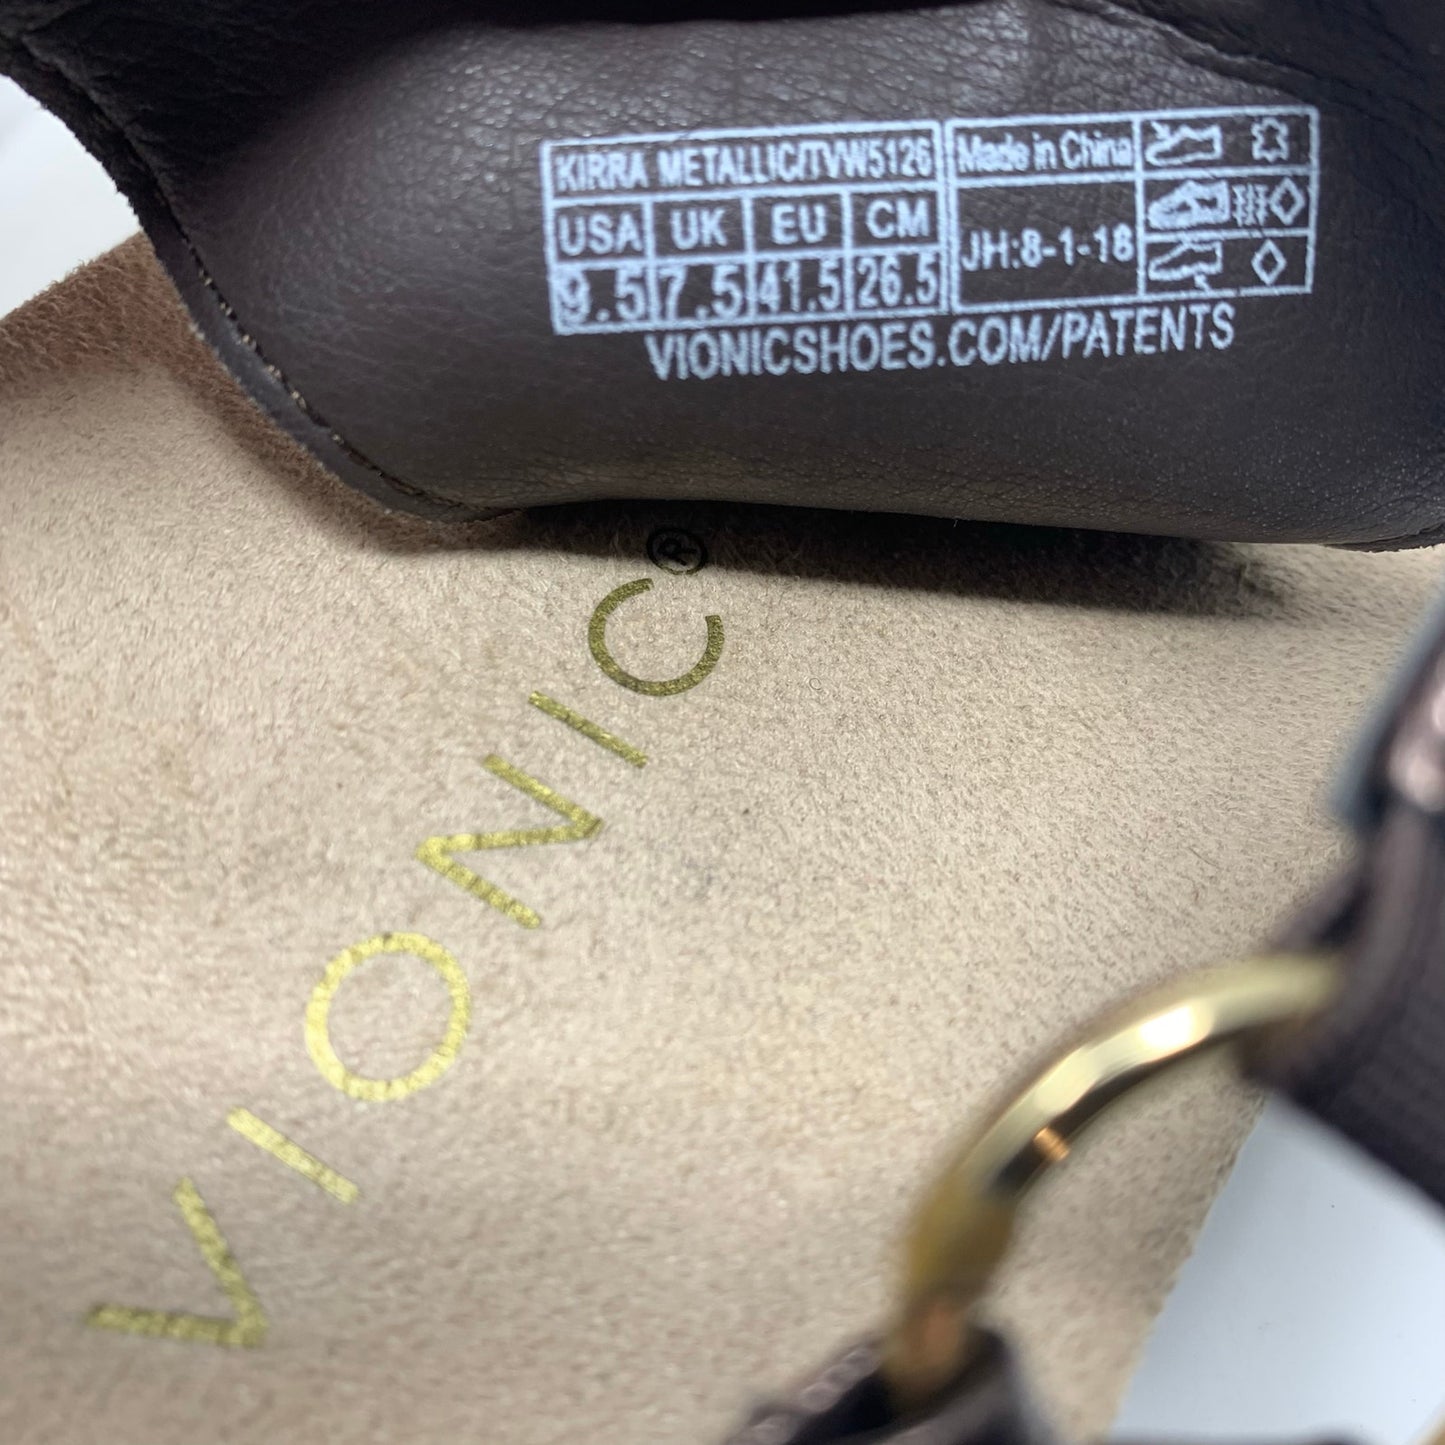 KIRRA METALLIC/TVW5126
Made in China
USA UK EU CM
9.5 7.5 41.5 26.5
JH:8-1-18
VIONICSHOES.COM/PATENTS
VIONIC®